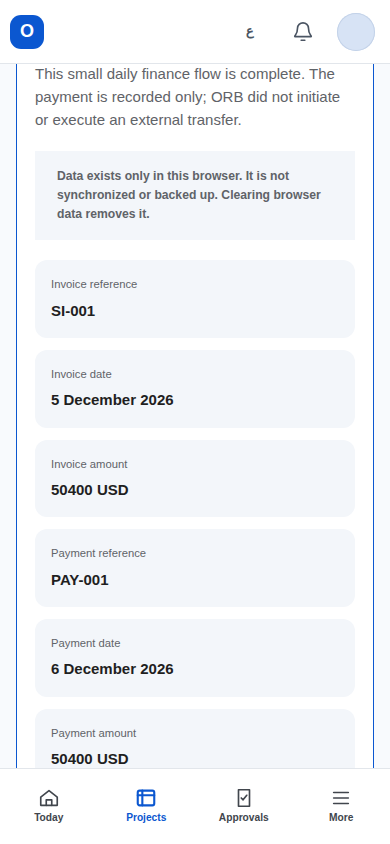 O
ع
This small daily finance flow is complete. The
payment is recorded only; ORB did not initiate
or execute an external transfer.
Data exists only in this browser. It is not
synchronized or backed up. Clearing browser
data removes it.
Invoice reference
SI-001
Invoice date
5 December 2026
Invoice amount
50400 USD
Payment reference
PAY-001
Payment date
6 December 2026
Payment amount
50400 USD
Today
Projects
Approvals
More